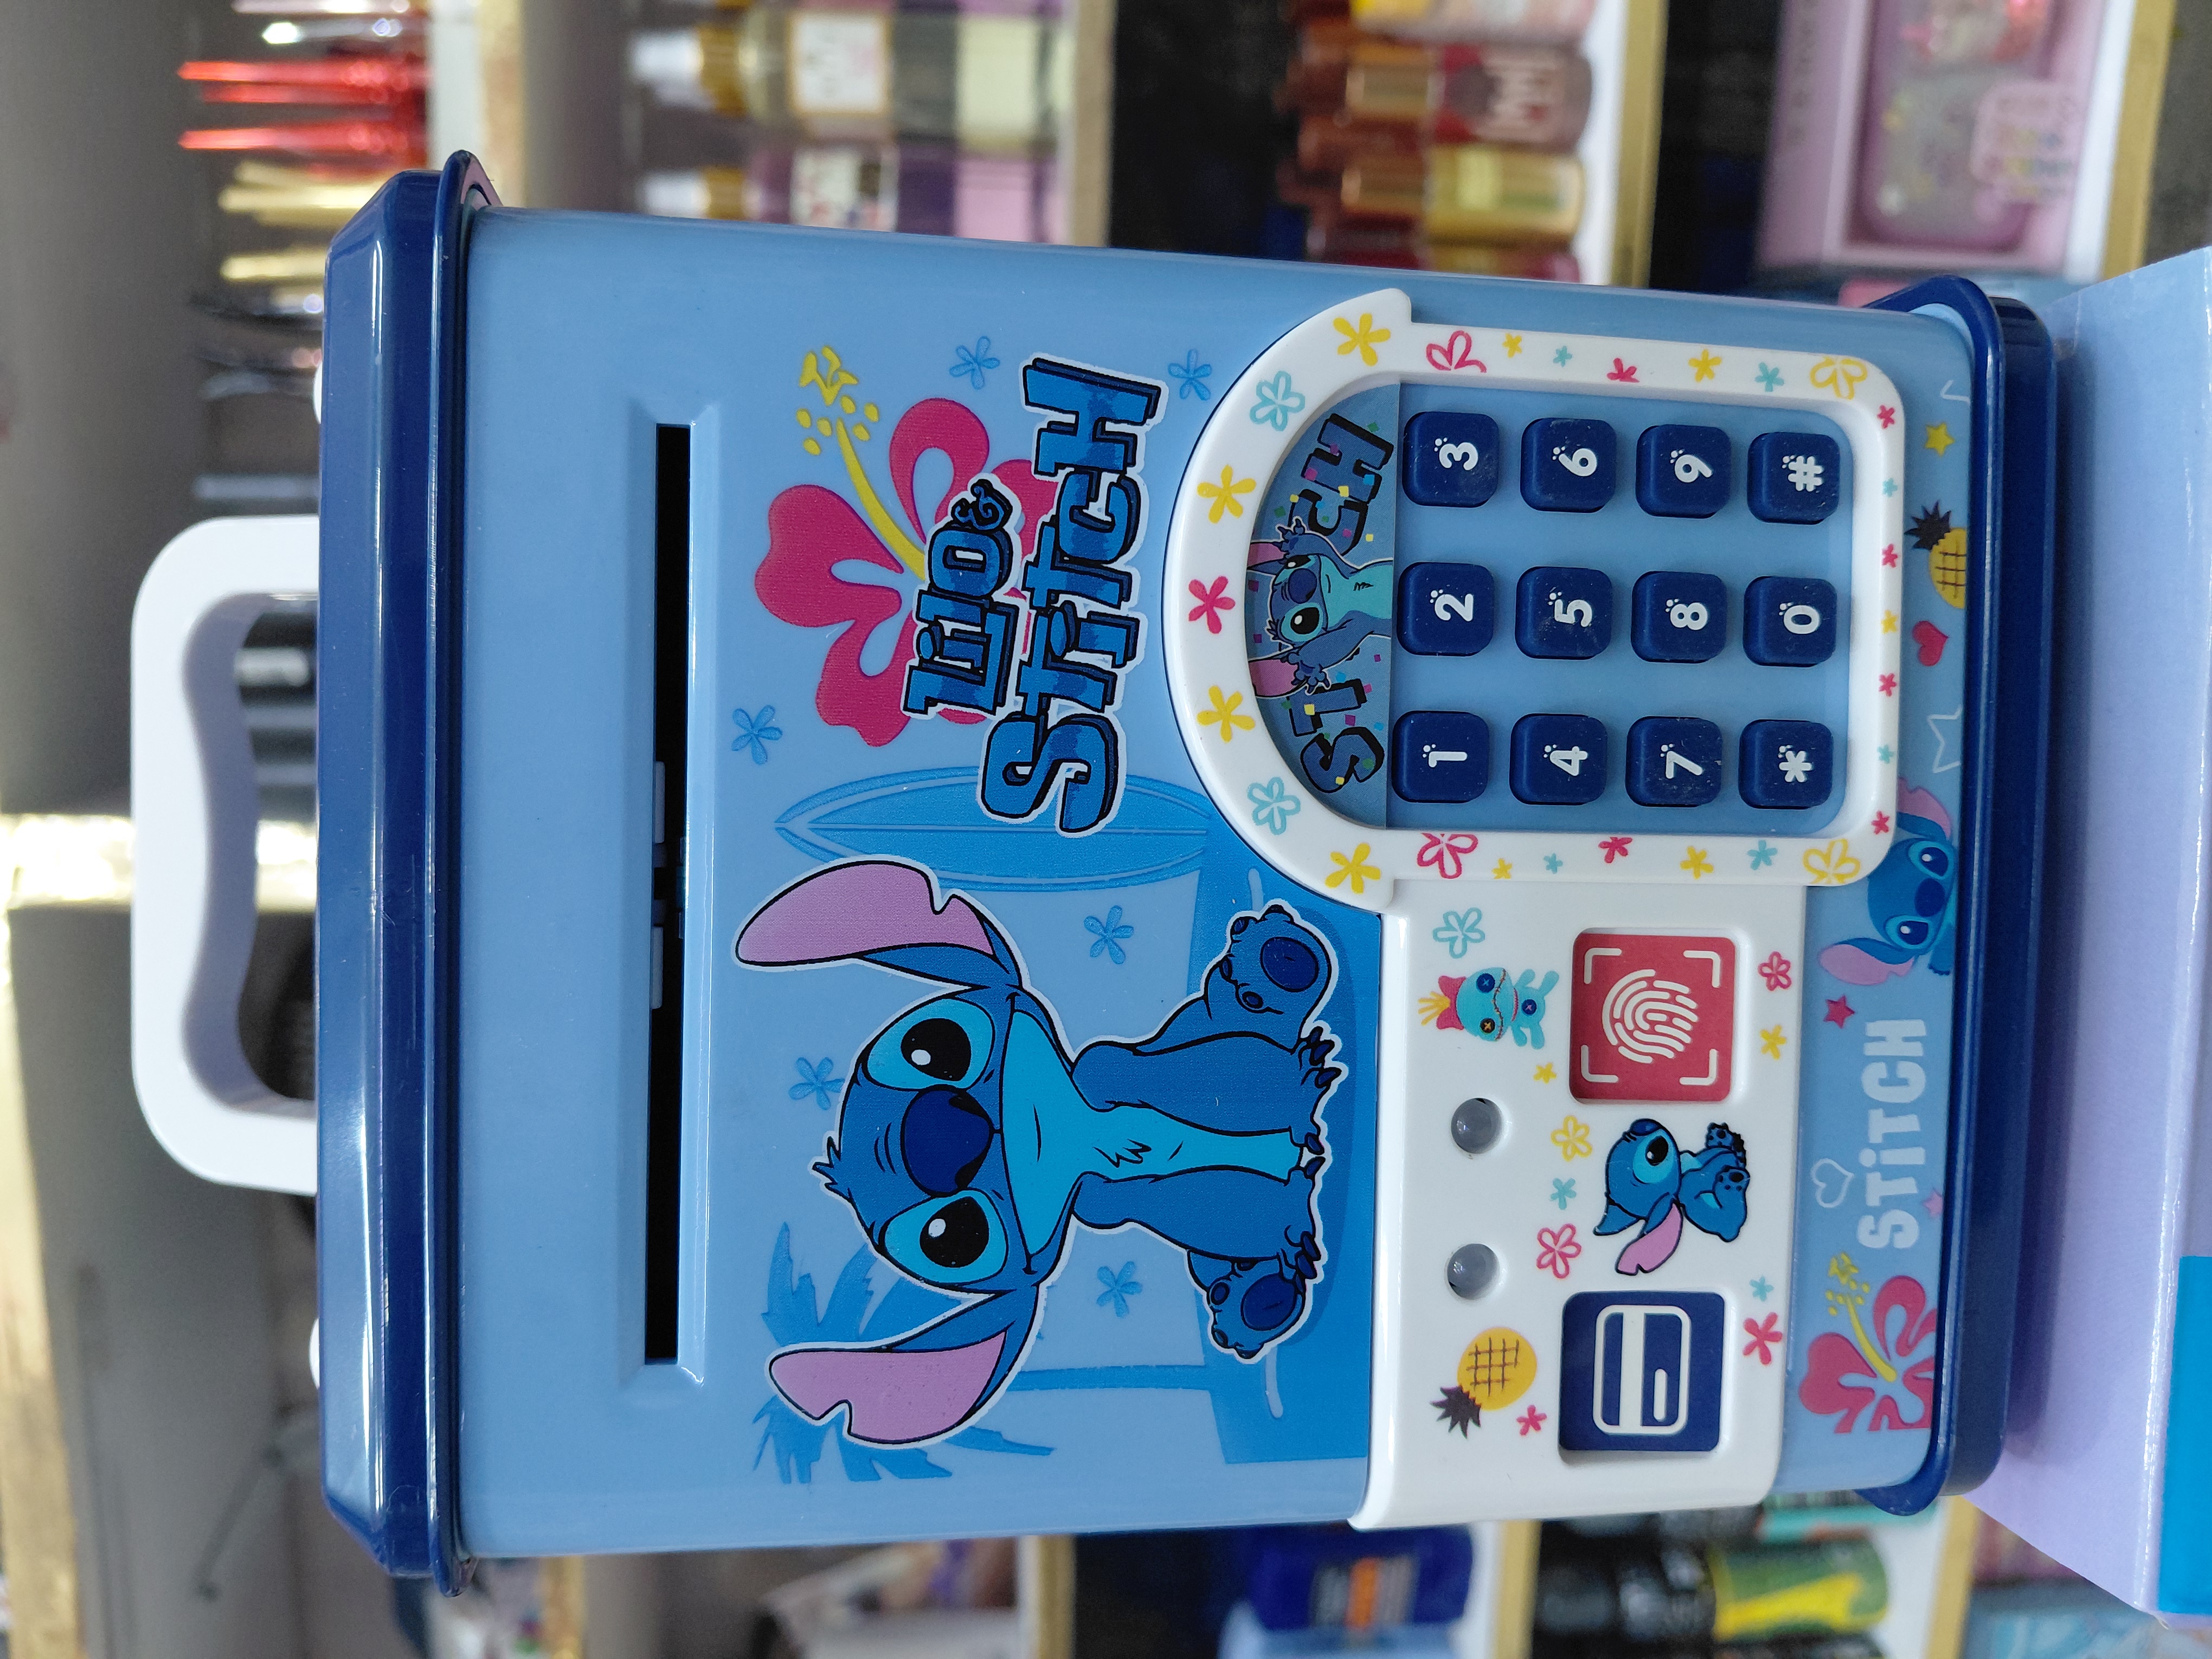 Lilo &
Stitch
STITCH
1 2 3
4 5 6
7 8 9
* 0 #
STITCH